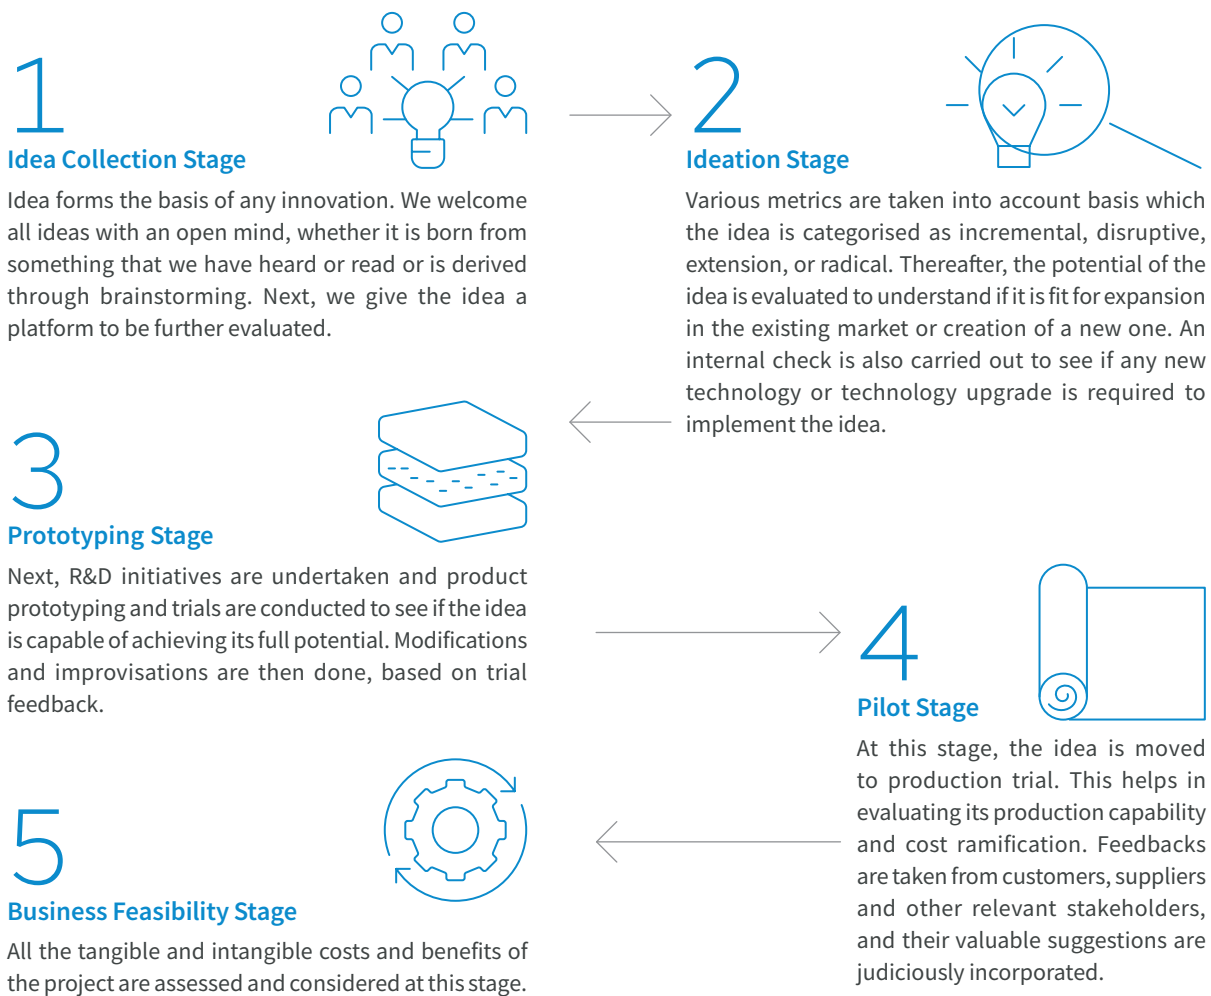 1
Idea Collection Stage
Idea forms the basis of any innovation. We welcome
all ideas with an open mind, whether it is born from
something that we have heard or read or is derived
through brainstorming. Next, we give the idea a
platform to be further evaluated.
2
Ideation Stage
Various metrics are taken into account basis which
the idea is categorised as incremental, disruptive,
extension, or radical. Thereafter, the potential of the
idea is evaluated to understand if it is fit for expansion
in the existing market or creation of a new one. An
internal check is also carried out to see if any new
technology or technology upgrade is required to
implement the idea.
3
Prototyping Stage
Next, R&D initiatives are undertaken and product
prototyping and trials are conducted to see if the idea
is capable of achieving its full potential. Modifications
and improvisations are then done, based on trial
feedback.
4
Pilot Stage
At this stage, the idea is moved
to production trial. This helps in
evaluating its production capability
and cost ramification. Feedbacks
are taken from customers, suppliers
and other relevant stakeholders,
and their valuable suggestions are
judiciously incorporated.
5
Business Feasibility Stage
All the tangible and intangible costs and benefits of
the project are assessed and considered at this stage.